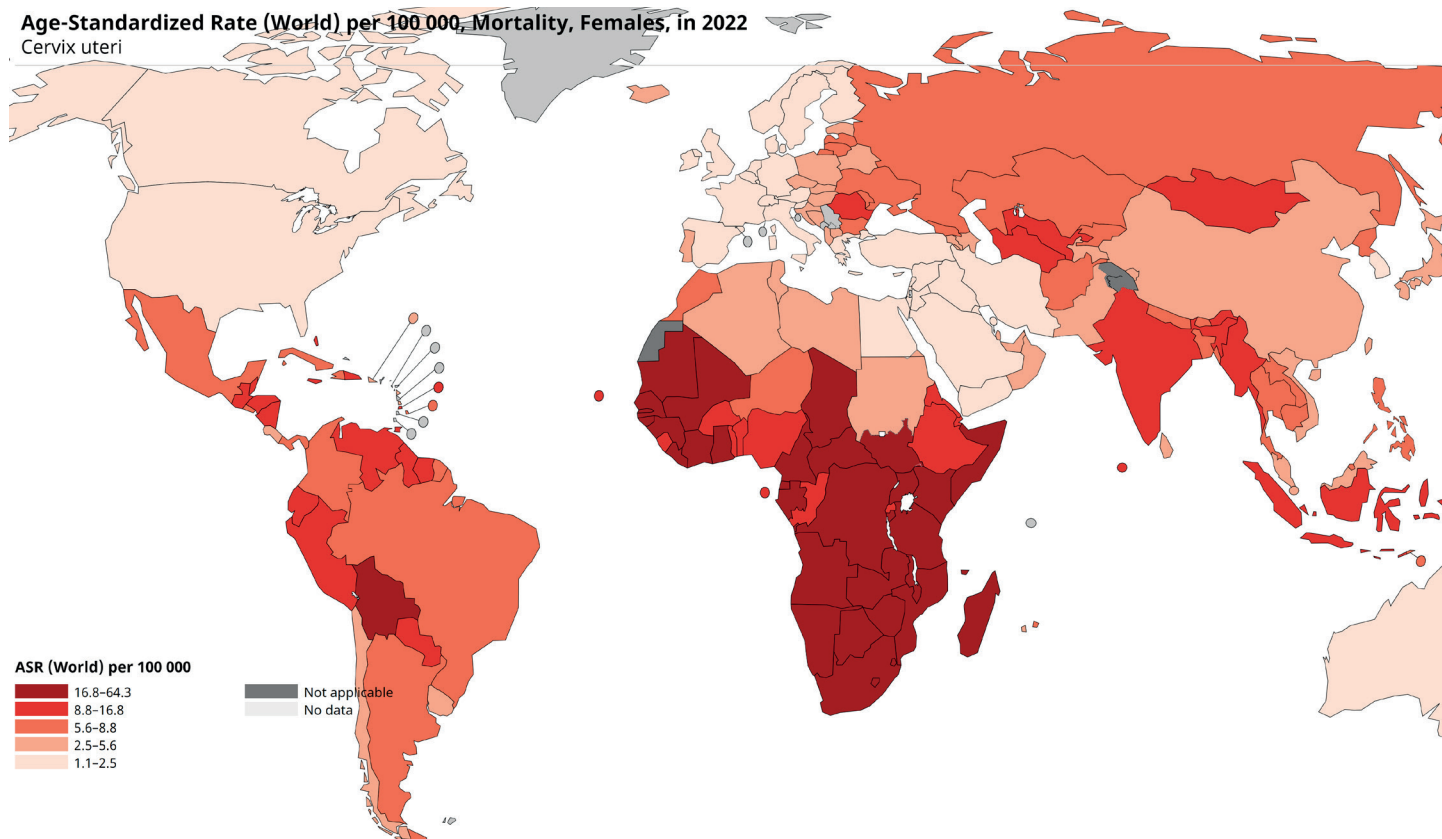 Age-Standardized Rate (World) per 100 000, Mortality, Females, in 2022
Cervix uteri
ASR (World) per 100 000
16.8–64.3
8.8–16.8
5.6–8.8
2.5–5.6
1.1–2.5
Not applicable
No data